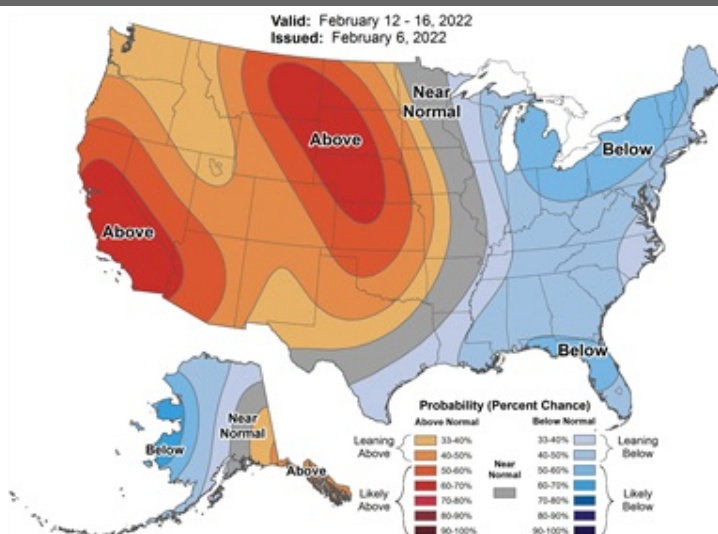 Valid: February 12 - 16, 2022
Issued: February 6, 2022
Near
Normal
Above
Below
Above
Below
Near
Normal
Below
Above
Probability (Percent Chance)
Above Normal
Below Normal
Leaning
Above
33-40%
40-50%
Likely
Above
50-60%
60-70%
70-80%
80-90%
90-100%
Near
Normal
33-40%
40-50%
Leaning
Below
50-60%
60-70%
70-80%
80-90%
90-100%
Likely
Below